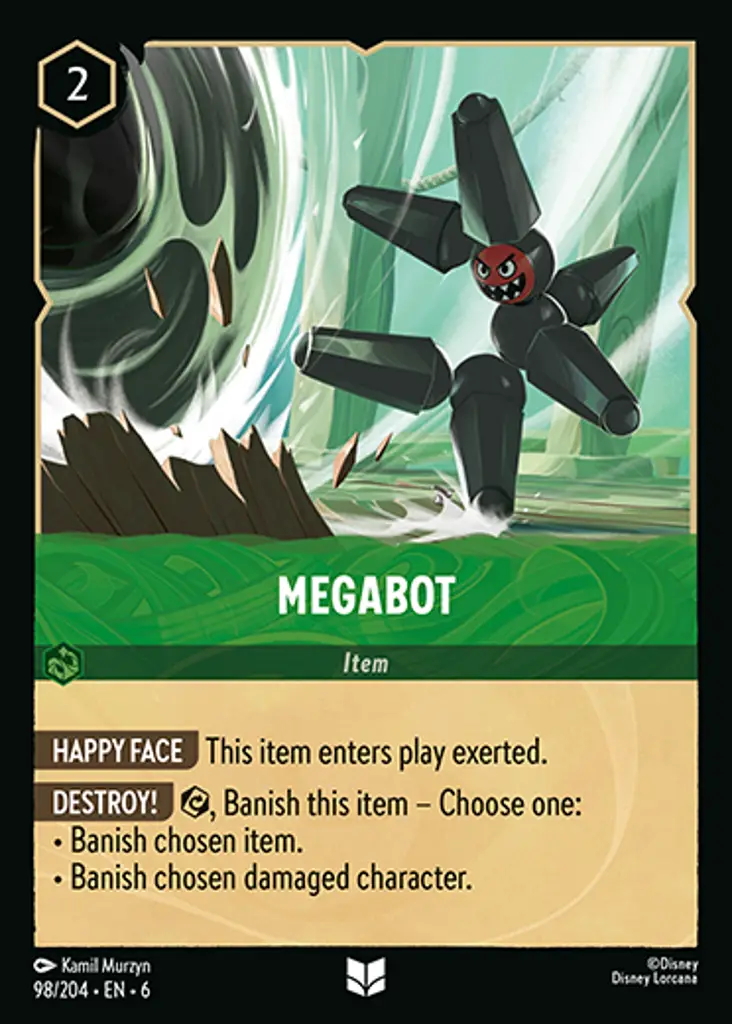 2
MEGABOT
Item
HAPPY FACE This item enters play exerted.
DESTROY! , Banish this item – Choose one:
• Banish chosen item.
• Banish chosen damaged character.
Kamil Murzyn
98/204 • EN • 6
©Disney
Disney Lorcana